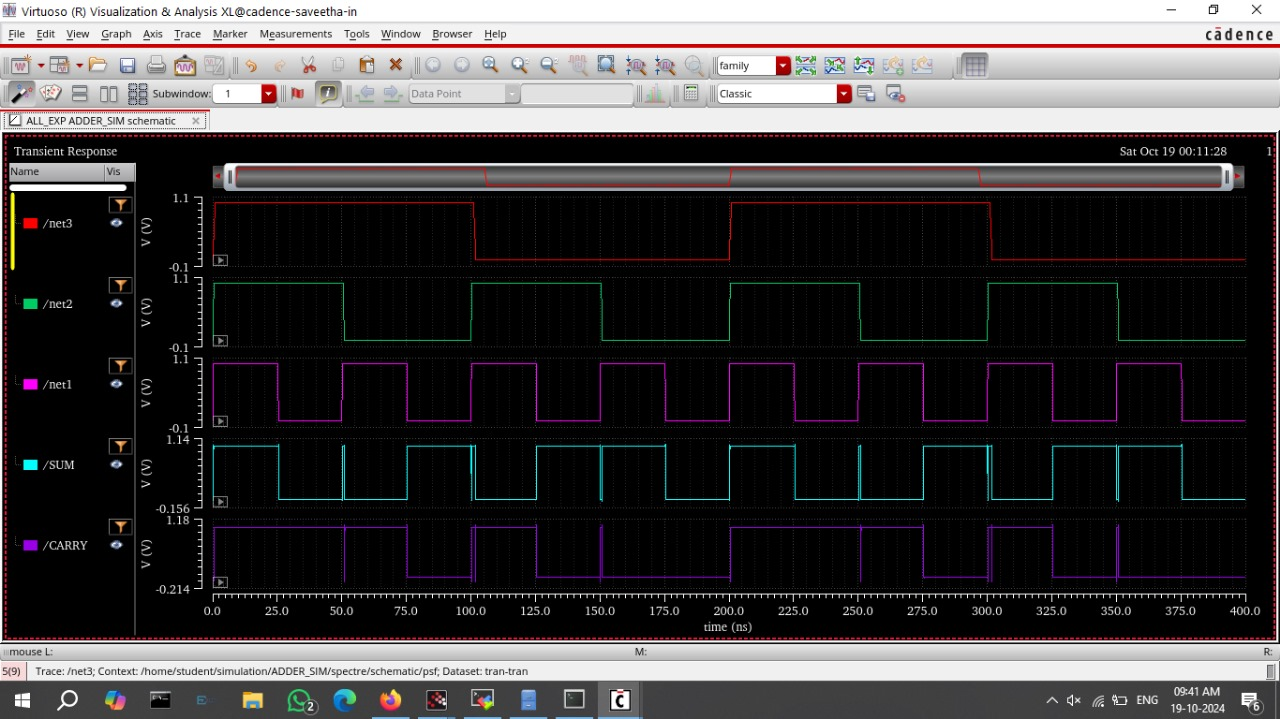 Virtuoso (R) Visualization & Analysis XL@cadence-saveetha-in
File Edit View Graph Axis Trace Marker Measurements Tools Window Browser Help
cādence
family
Subwindow: 1
Data Point
Classic
ALL_EXP ADDER_SIM schematic
Transient Response
Sat Oct 19 00:11:28 1
Name Vis
1.1
/net3
V (V)
-0.1
1.1
/net2
V (V)
-0.1
1.1
/net1
V (V)
-0.1
1.14
/SUM
V (V)
-0.156
1.18
/CARRY
V (V)
-0.214
0.0 25.0 50.0 75.0 100.0 125.0 150.0 175.0 200.0 225.0 250.0 275.0 300.0 325.0 350.0 375.0 400.0
time (ns)
mouse L: M: R:
5(9) Trace: /net3; Context: /home/student/simulation/ADDER_SIM/spectre/schematic/psf; Dataset: tran-tran
2
ENG
09:41 AM
19-10-2024
6